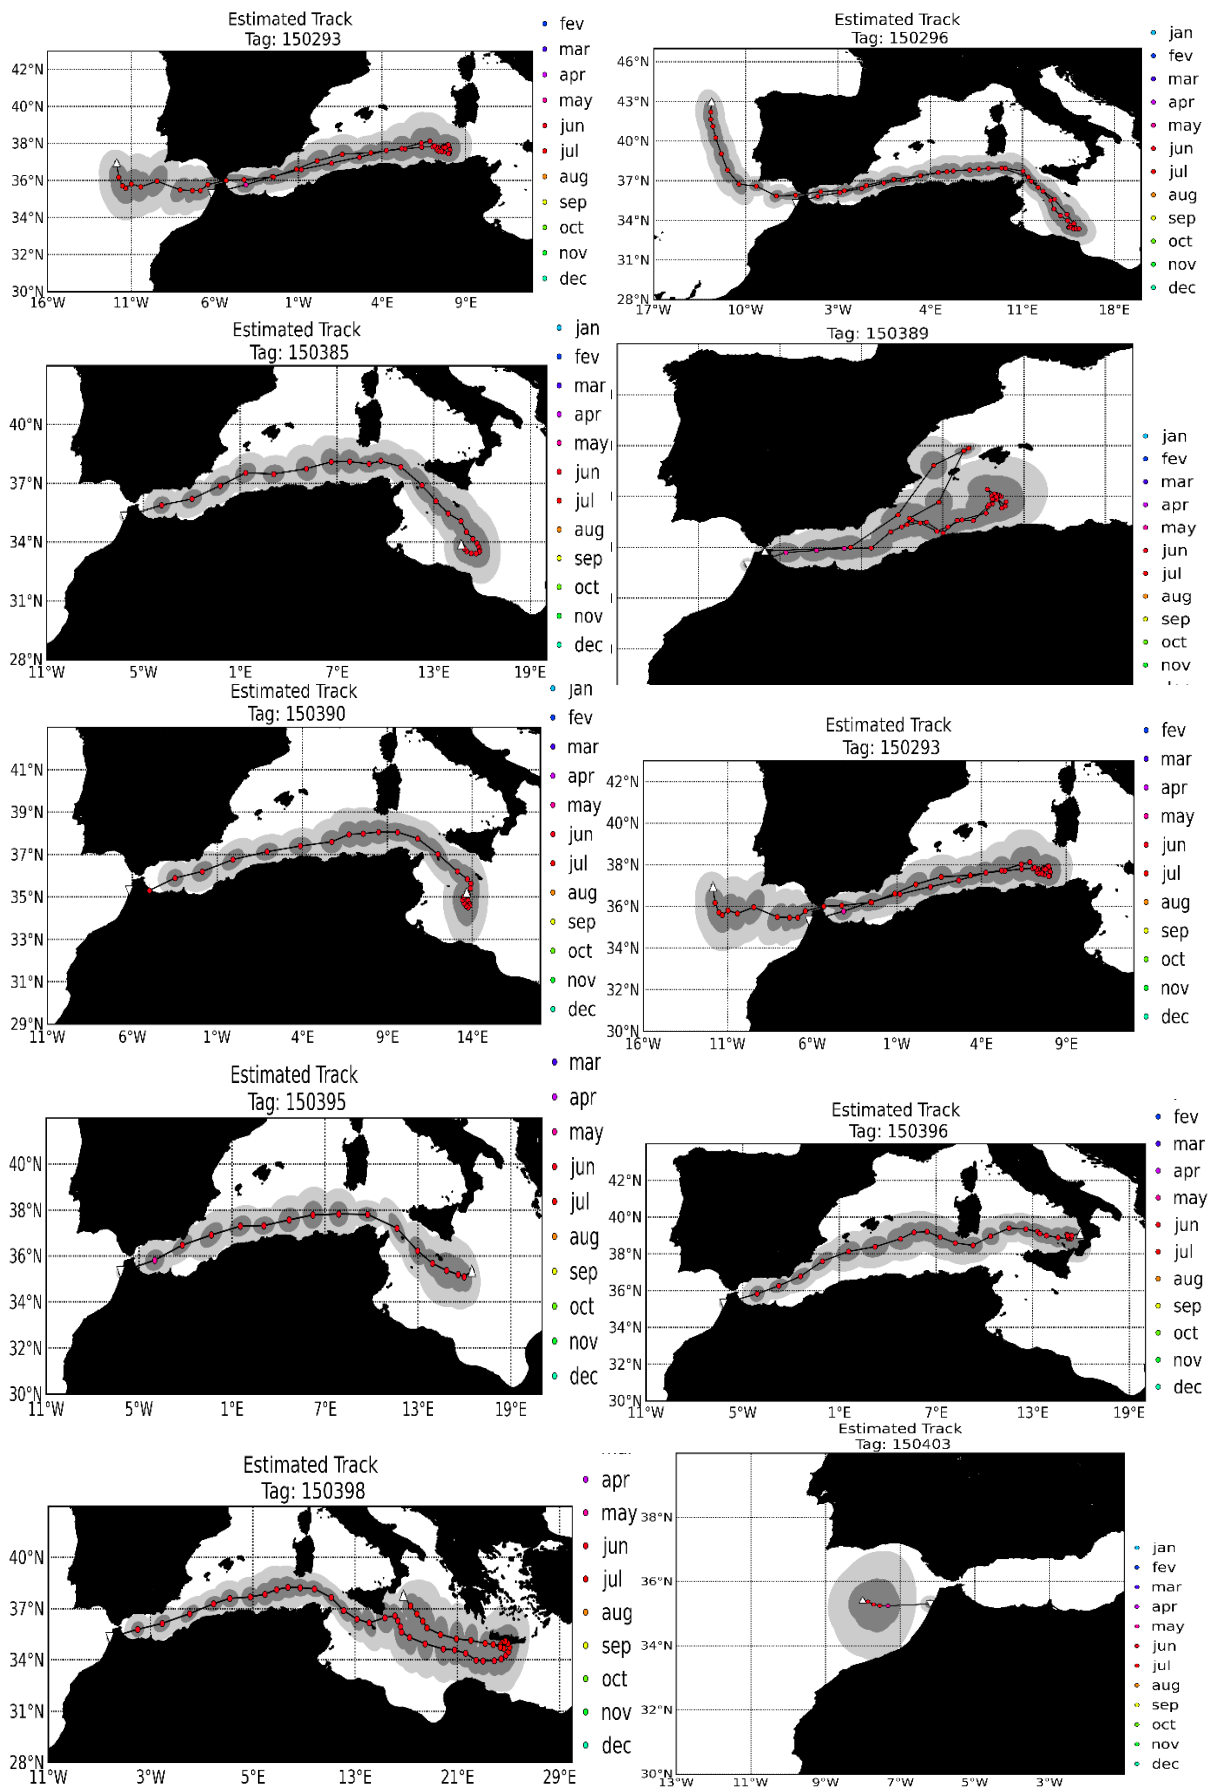 Estimated Track
Tag: 150293
42°N
40°N
38°N
36°N
34°N
32°N
30°N
16°W 11°W 6°W 1°W 4°E 9°E
fev
mar
apr
may
jun
jul
aug
sep
oct
nov
dec
Estimated Track
Tag: 150296
46°N
43°N
40°N
37°N
34°N
31°N
28°N
17°W 10°W 3°W 4°E 11°E 18°E
jan
fev
mar
apr
may
jun
jul
aug
sep
oct
nov
dec
Estimated Track
Tag: 150385
40°N
37°N
34°N
31°N
28°N
11°W 5°W 1°E 7°E 13°E 19°E
jan
fev
mar
apr
may
jun
jul
aug
sep
oct
nov
dec
Tag: 150389
jan
fev
mar
apr
may
jun
jul
aug
sep
oct
nov
Estimated Track
Tag: 150390
41°N
39°N
37°N
35°N
33°N
31°N
29°N
11°W 6°W 1°W 4°E 9°E 14°E
jan
fev
mar
apr
may
jun
jul
aug
sep
oct
nov
dec
Estimated Track
Tag: 150293
42°N
40°N
38°N
36°N
34°N
32°N
30°N
16°W 11°W 6°W 1°W 4°E 9°E
fev
mar
apr
may
jun
jul
aug
sep
oct
nov
dec
Estimated Track
Tag: 150395
40°N
38°N
36°N
34°N
32°N
30°N
11°W 5°W 1°E 7°E 13°E 19°E
mar
apr
may
jun
jul
aug
sep
oct
nov
dec
Estimated Track
Tag: 150396
42°N
40°N
38°N
36°N
34°N
32°N
30°N
11°W 5°W 1°E 7°E 13°E 19°E
fev
mar
apr
may
jun
jul
aug
sep
oct
nov
dec
Estimated Track
Tag: 150398
40°N
37°N
34°N
31°N
28°N
11°W 3°W 5°E 13°E 21°E 29°E
apr
may
jun
jul
aug
sep
oct
nov
dec
Estimated Track
Tag: 150403
38°N
36°N
34°N
32°N
30°N
13°W 11°W 9°W 7°W 5°W 3°W
jan
fev
mar
apr
may
jun
jul
aug
sep
oct
nov
dec